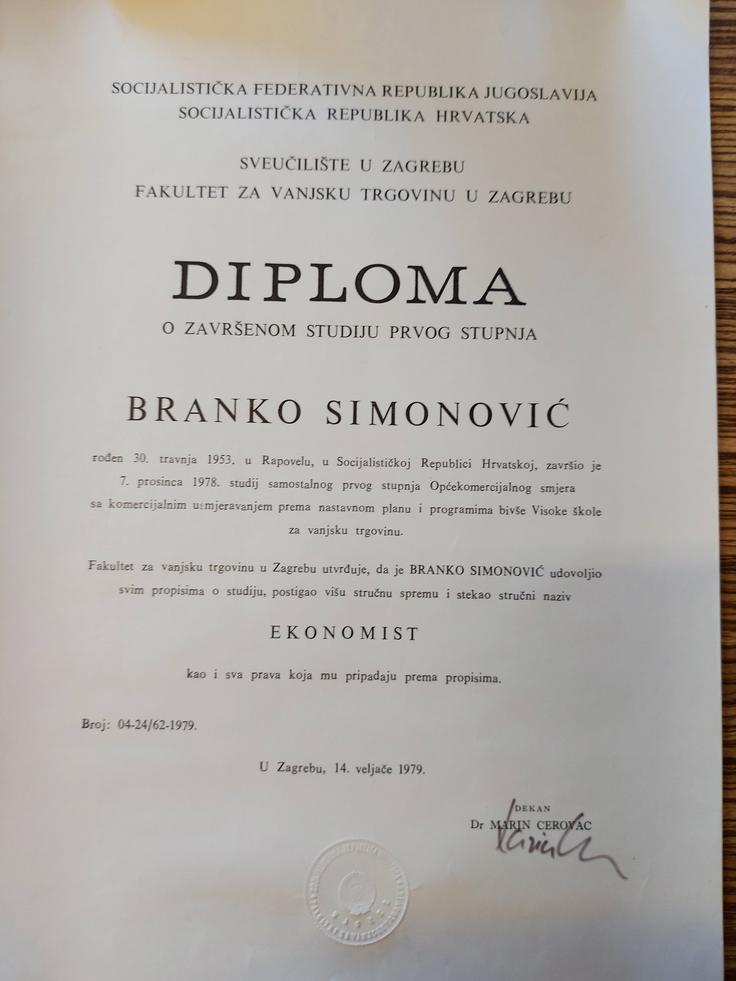 SOCIJALISTIČKA FEDERATIVNA REPUBLIKA JUGOSLAVIJA
SOCIJALISTIČKA REPUBLIKA HRVATSKA
SVEUČILIŠTE U ZAGREBU
FAKULTET ZA VANJSKU TRGOVINU U ZAGREBU
DIPLOMA
O ZAVRŠENOM STUDIJU PRVOG STUPNJA
BRANKO SIMONOVIĆ
rođen 30. travnja 1953. u Rapovelu, u Socijalističkoj Republici Hrvatskoj, završio je
7. prosinca 1978. studij samostalnog prvog stupnja Općekomercijalnog smjera
sa komercijalnim usmjeravanjem prema nastavnom planu i programima bivše Visoke škole
za vanjsku trgovinu.
Fakultet za vanjsku trgovinu u Zagrebu utvrđuje, da je BRANKO SIMONOVIĆ udovoljio
svim propisima o studiju, postigao višu stručnu spremu i stekao stručni naziv
EKONOMIST
kao i sva prava koja mu pripadaju prema propisima.
Broj: 04-24/62-1979.
U Zagrebu, 14. veljače 1979.
DEKAN
Dr MARIN CEROVAC